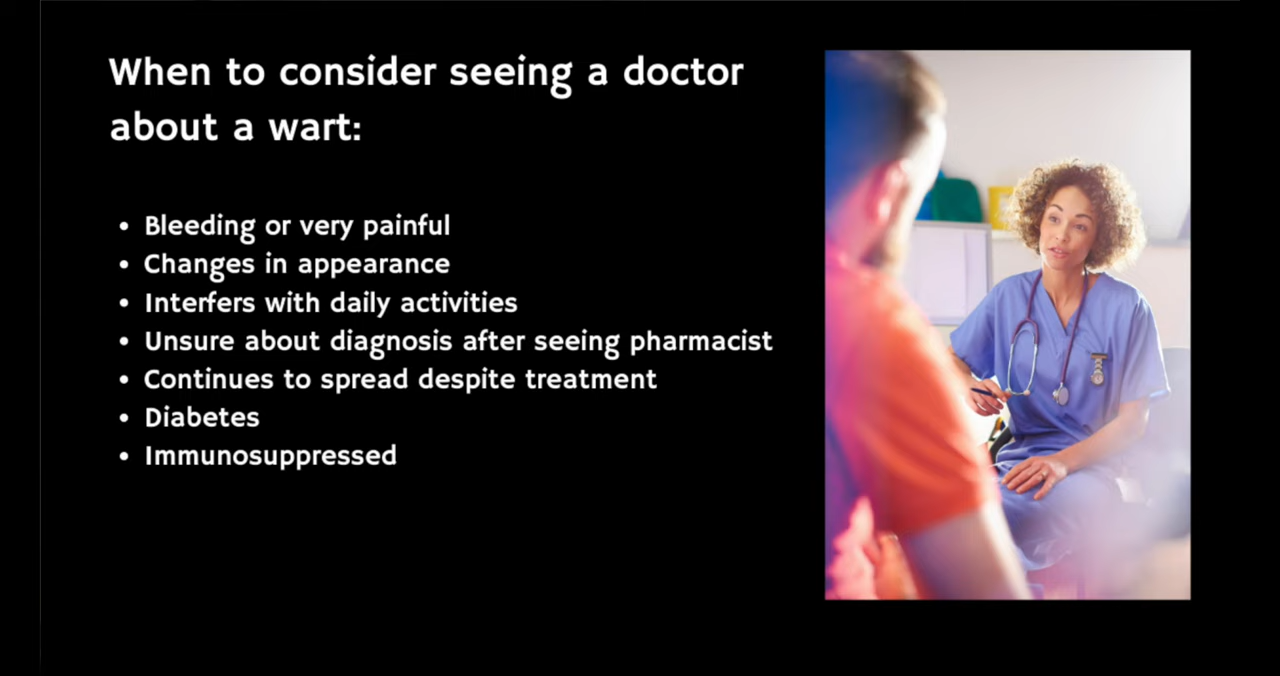 When to consider seeing a doctor
about a wart:
• Bleeding or very painful
• Changes in appearance
• Interfers with daily activities
• Unsure about diagnosis after seeing pharmacist
• Continues to spread despite treatment
• Diabetes
• Immunosuppressed